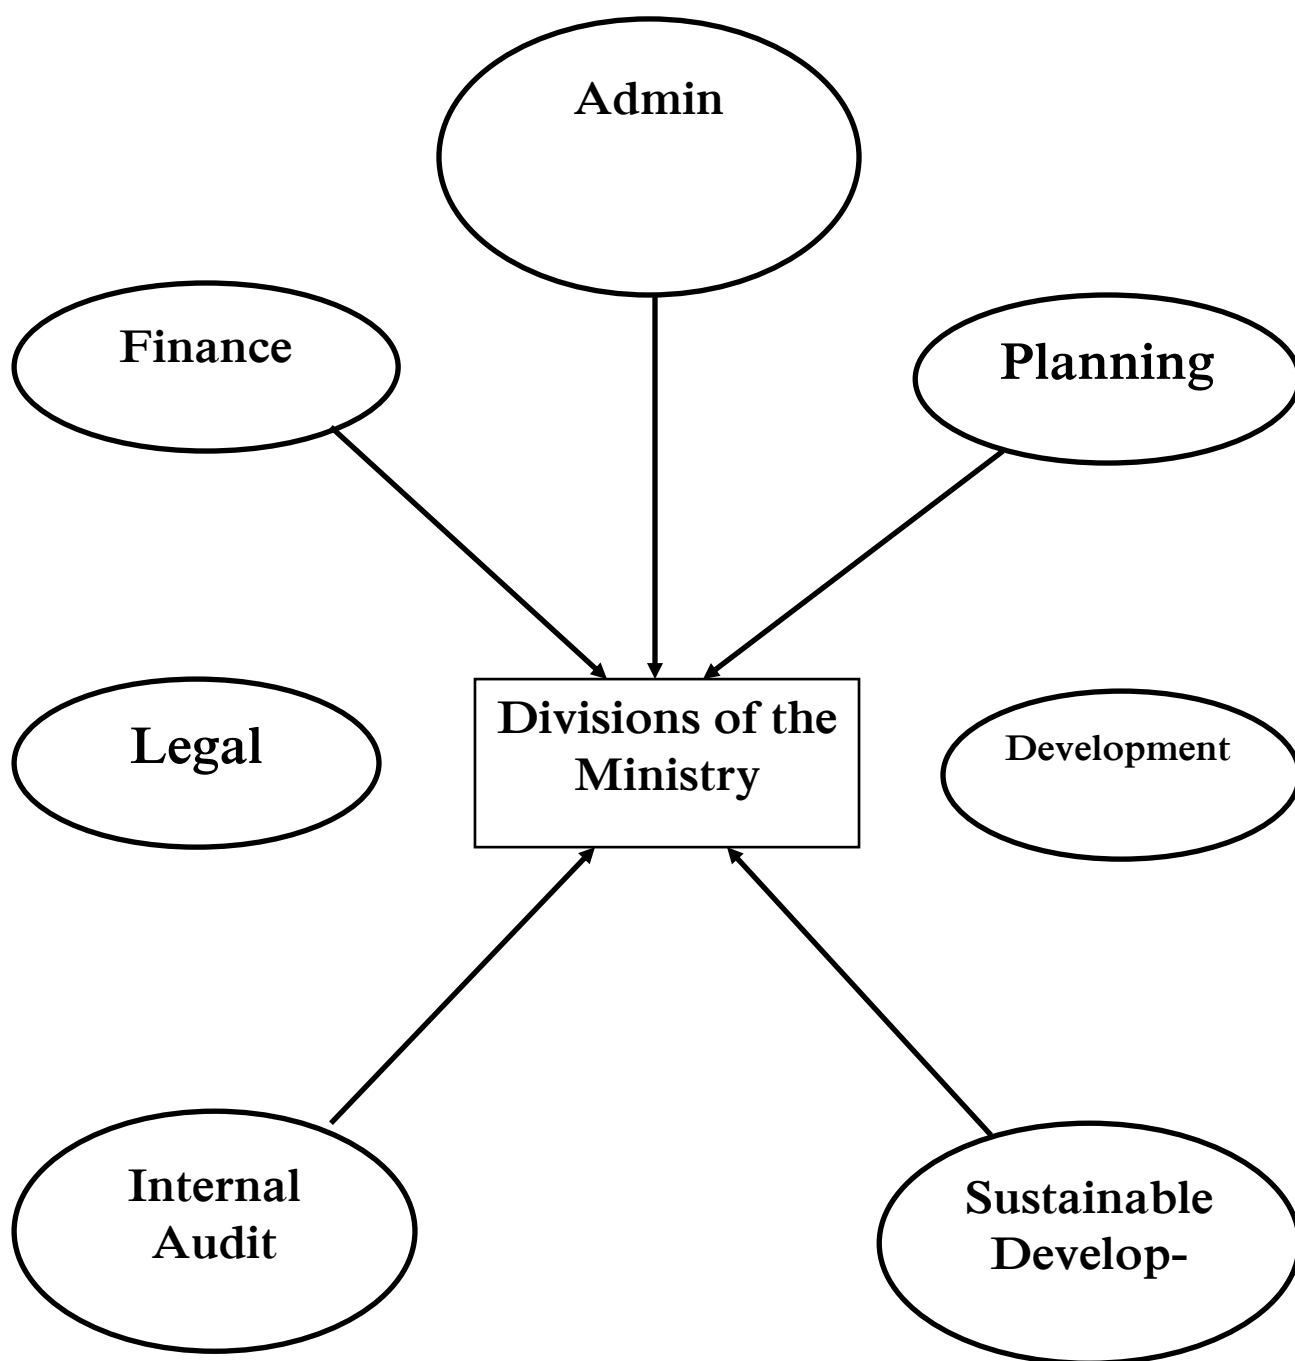 Admin
Finance
Planning
Divisions of the
Ministry
Legal
Development
Internal
Audit
Sustainable
Develop-